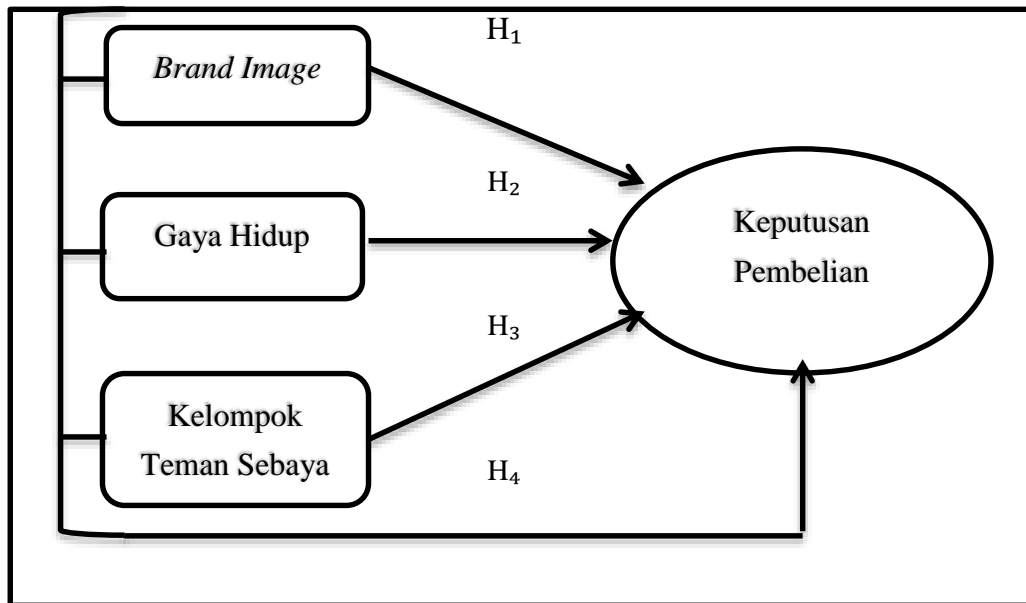 H₁
Brand Image
H₂
Gaya Hidup
Keputusan
Pembelian
H₃
Kelompok
Teman Sebaya
H₄